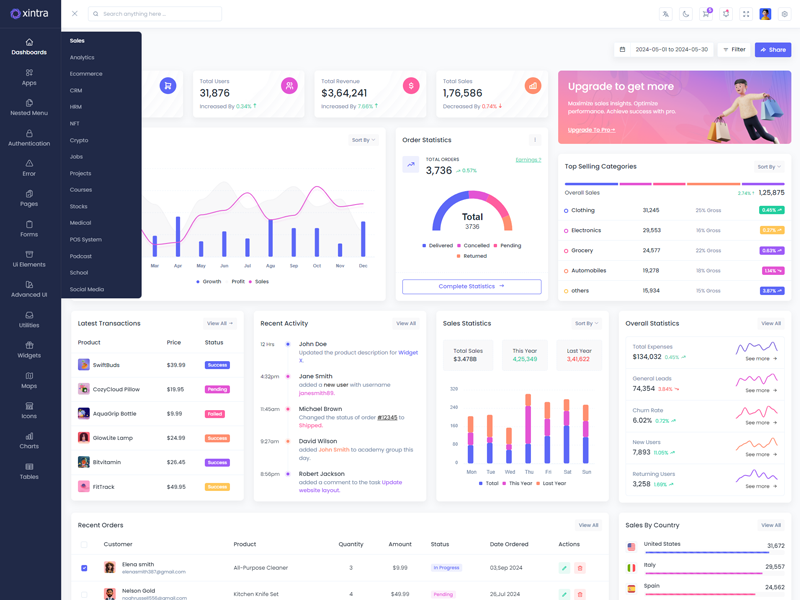 xintra
Search anything here ...
5
Dashboards
Apps
Nested Menu
Authentication
Error
Pages
Forms
Ui Elements
Advanced UI
Utilities
Widgets
Maps
Icons
Charts
Tables
Sales
Analytics
Ecommerce
CRM
HRM
NFT
Crypto
Jobs
Projects
Courses
Stocks
Medical
POS System
Podcast
School
Social Media
2024-05-01 to 2024-05-30
Filter
Share
Total Users
31,876
Increased By 0.34%
Total Revenue
$3,64,241
Increased By 7.66%
Total Sales
1,76,586
Decreased By 0.74%
Upgrade to get more
Maximize sales insights. Optimize
performance. Achieve success with pro.
Upgrade To Pro
Sort By
Mar Apr May Jun Jul Aug Sep Oct Nov Dec
Growth Profit Sales
Order Statistics
TOTAL ORDERS
3,736 0.57%
Earnings ?
Total
3736
Delivered Cancelled Pending
Returned
Complete Statistics
Top Selling Categories
Sort By
Overall Sales 2.74% 1,25,875
Clothing 31,245 25% Gross 0.45%
Electronics 29,553 16% Gross 0.27%
Grocery 24,577 22% Gross 0.63%
Automobiles 19,278 18% Gross 1.14%
others 15,934 15% Gross 3.87%
Latest Transactions
View All
Product Price Status
SwiftBuds $39.99 Success
CozyCloud Pillow $19.95 Pending
AquaGrip Bottle $9.99 Failed
GlowLite Lamp $24.99 Success
Bitvitamin $26.45 Success
FitTrack $49.95 Success
Recent Activity
View All
12 Hrs John Doe
Updated the product description for Widget
X.
4:32pm Jane Smith
added a new user with username
janesmith89.
11:45am Michael Brown
Changed the status of order #12345 to
Shipped.
9:27am David Wilson
added John Smith to academy group this
day.
8:56pm Robert Jackson
added a comment to the task Update
website layout.
Sales Statistics
Sort By
Total Sales
$3.478B
This Year
4,25,349
Last Year
3,41,622
325
248
165
80
0
Mon Tue Wed Thu Fri Sat Sun
Total This Year Last Year
Overall Statistics
View All
Total Expenses
$134,032 0.45%
See more
General Leads
74,354 3.84%
See more
Churn Rate
6.02% 0.72%
See more
New Users
7,893 11.05%
See more
Returning Users
3,258 1.69%
See more
Recent Orders
View All
Customer Product Quantity Amount Status Date Ordered Actions
Elena smith
elenasmith387@gmail.com
All-Purpose Cleaner 3 $9.99 In Progress 03,Sep 2024
Nelson Gold
Kitchen Knife Set 4 $49.99 Pending 26,Jul 2024
Sales By Country
View All
United States 31,672
Italy 29,557
Spain 24,562